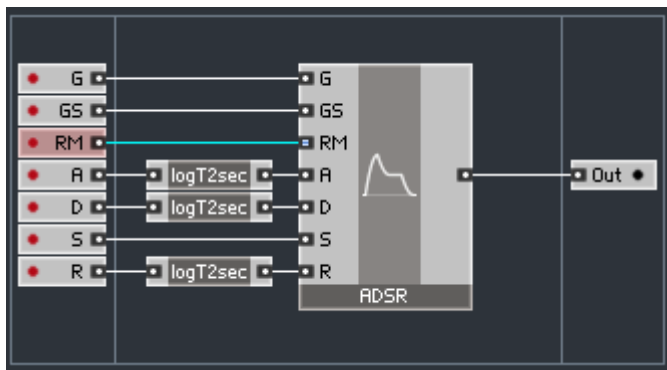 G G
GS GS
RM RM
A logT2sec A Out
D logT2sec D
S S
R logT2sec R
ADSR